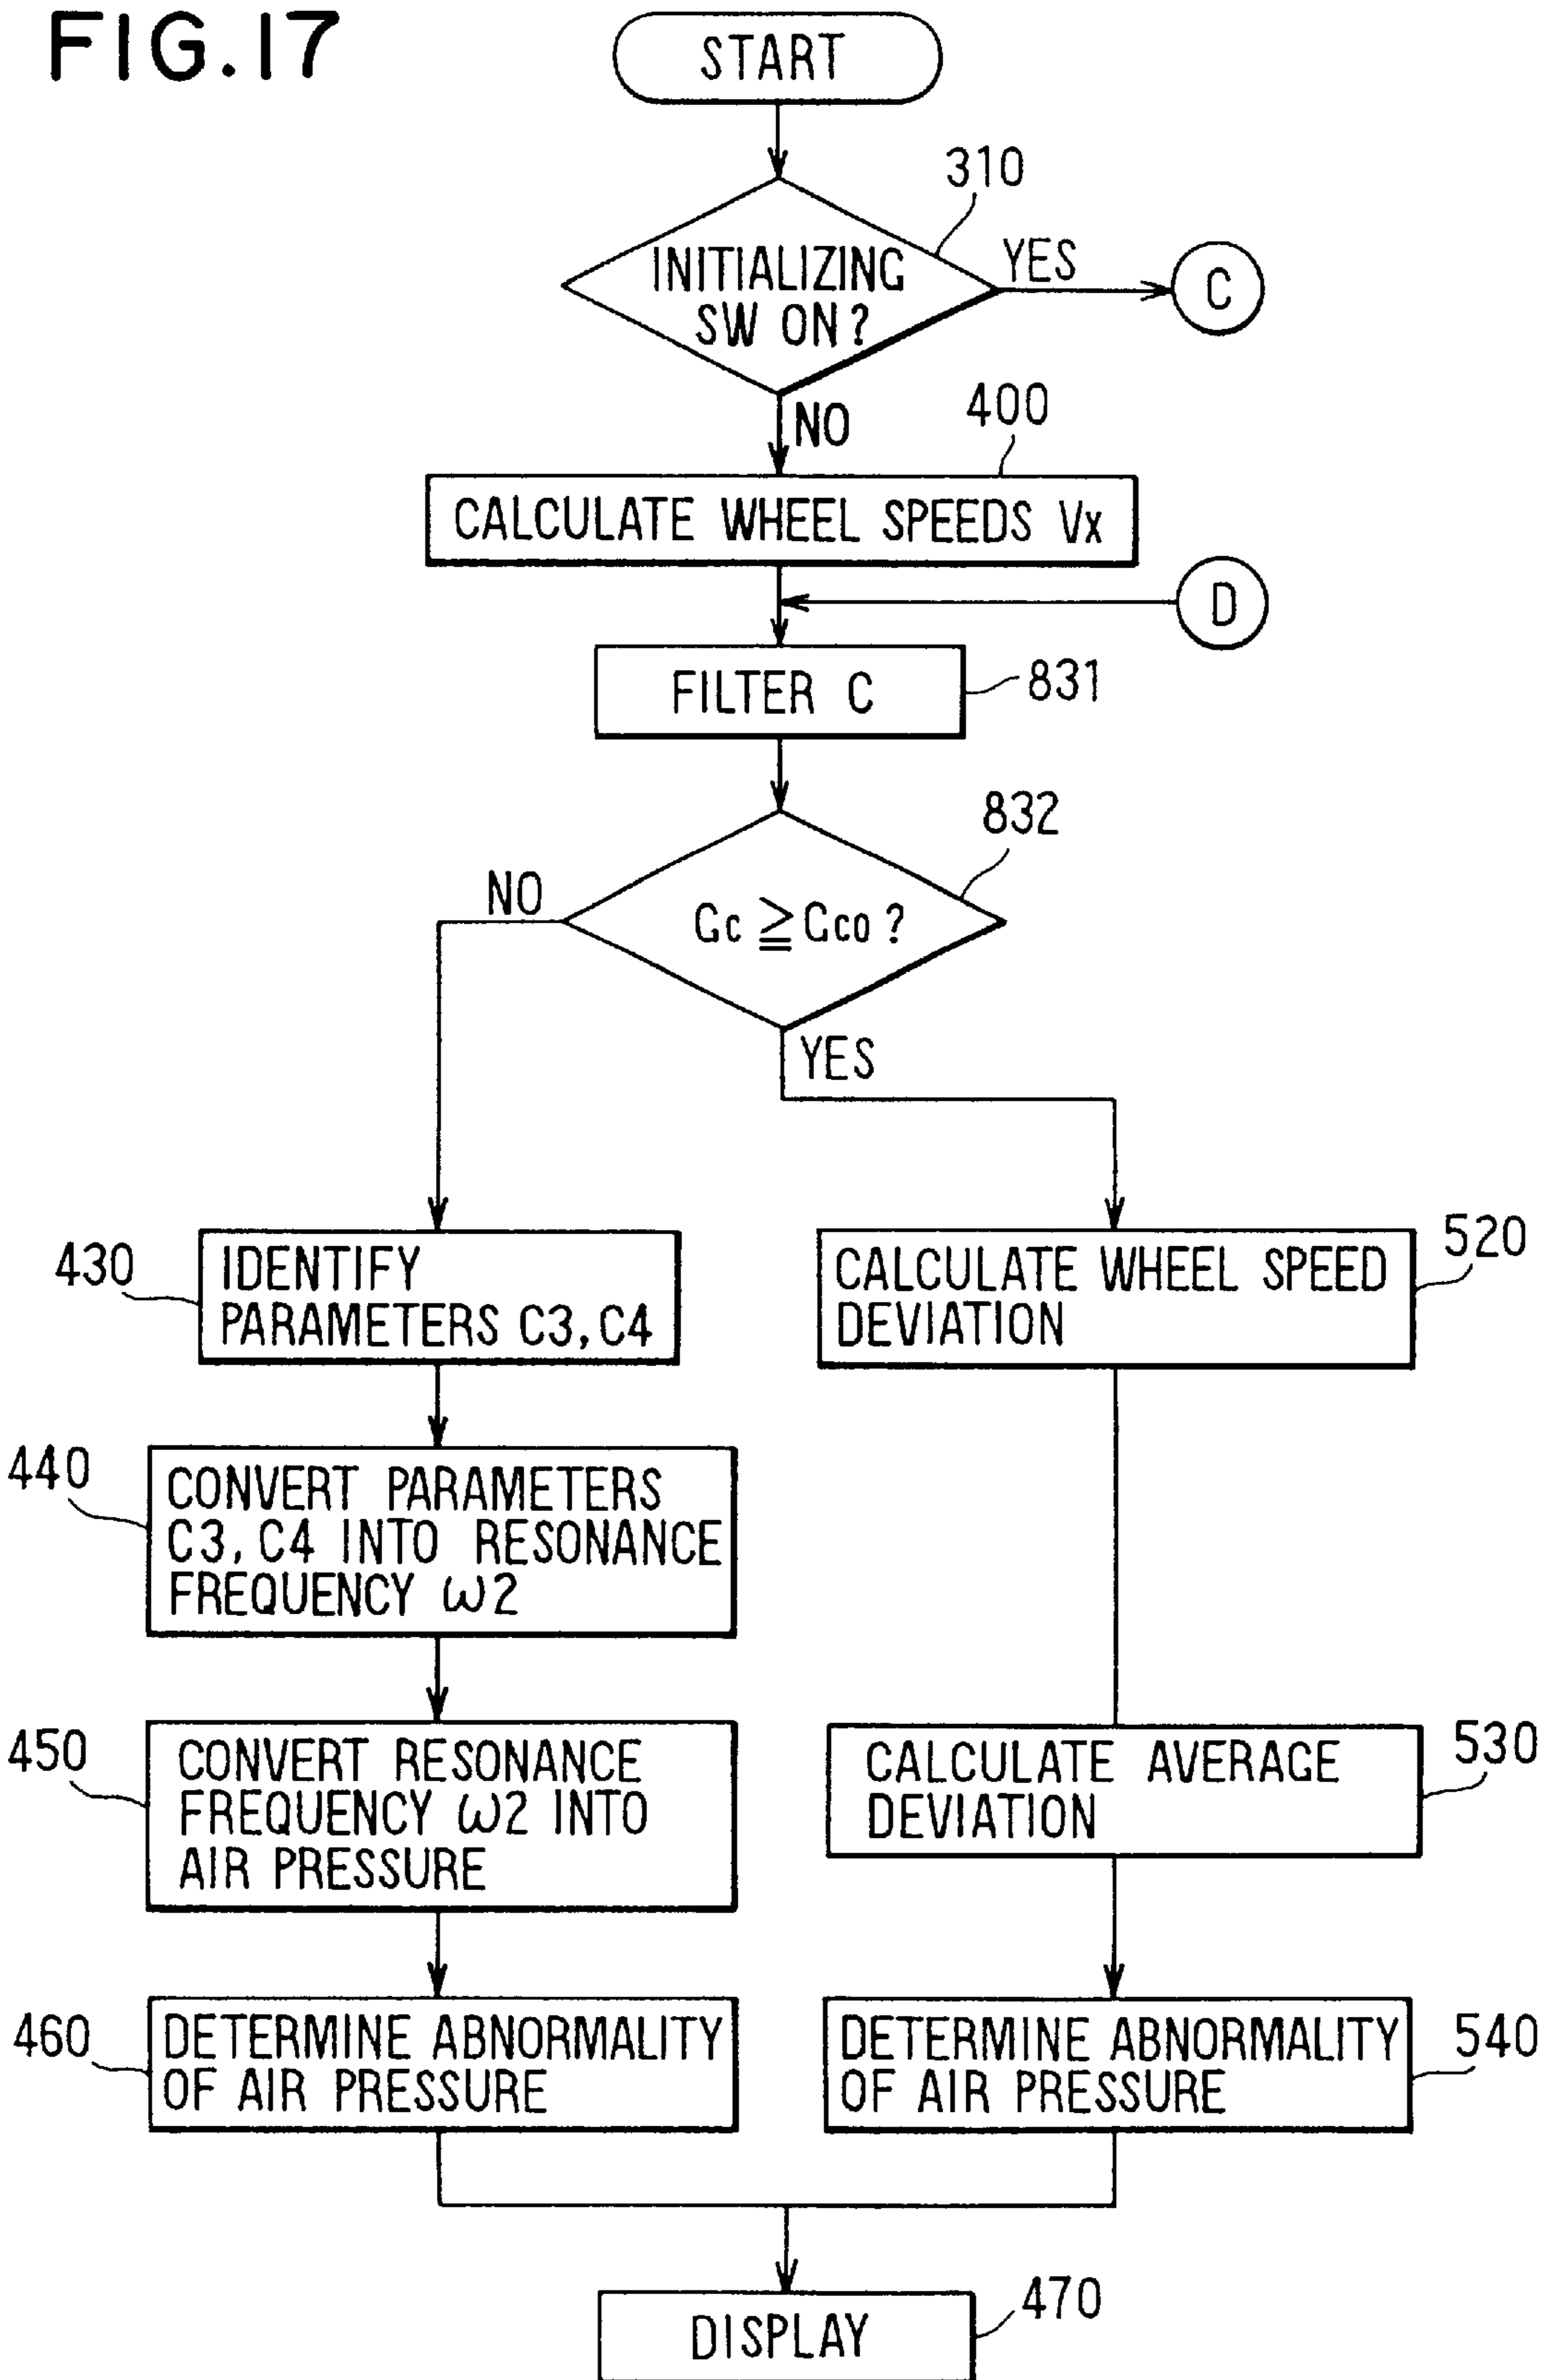 FIG.17
START
310
INITIALIZING
SW ON?
YES
C
NO
400
CALCULATE WHEEL SPEEDS Vx
D
FILTER C
831
832
NO
Gc ≧ Gco ?
YES
430
IDENTIFY
PARAMETERS C3, C4
520
CALCULATE WHEEL SPEED
DEVIATION
440
CONVERT PARAMETERS
C3, C4 INTO RESONANCE
FREQUENCY ω2
450
CONVERT RESONANCE
FREQUENCY ω2 INTO
AIR PRESSURE
530
CALCULATE AVERAGE
DEVIATION
460
DETERMINE ABNORMALITY
OF AIR PRESSURE
540
DETERMINE ABNORMALITY
OF AIR PRESSURE
470
DISPLAY